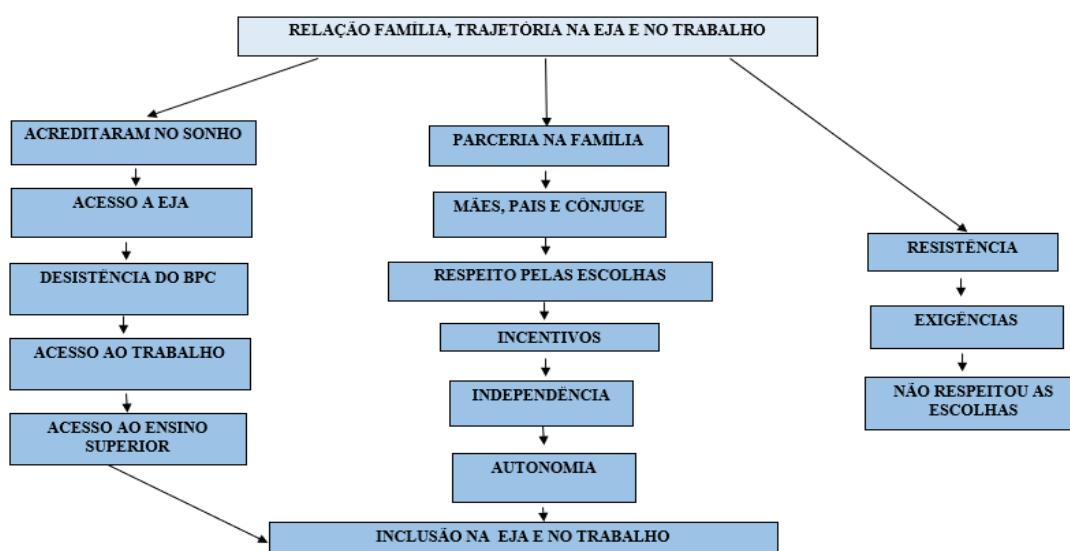 RELAÇÃO FAMÍLIA, TRAJETÓRIA NA EJA E NO TRABALHO
ACREDITARAM NO SONHO
ACESSO A EJA
DESISTÊNCIA DO BPC
ACESSO AO TRABALHO
ACESSO AO ENSINO
SUPERIOR
PARCERIA NA FAMÍLIA
MÃES, PAIS E CÔNJUGE
RESPEITO PELAS ESCOLHAS
INCENTIVOS
INDEPENDÊNCIA
AUTONOMIA
INCLUSÃO NA EJA E NO TRABALHO
RESISTÊNCIA
EXIGÊNCIAS
NÃO RESPEITOU AS
ESCOLHAS